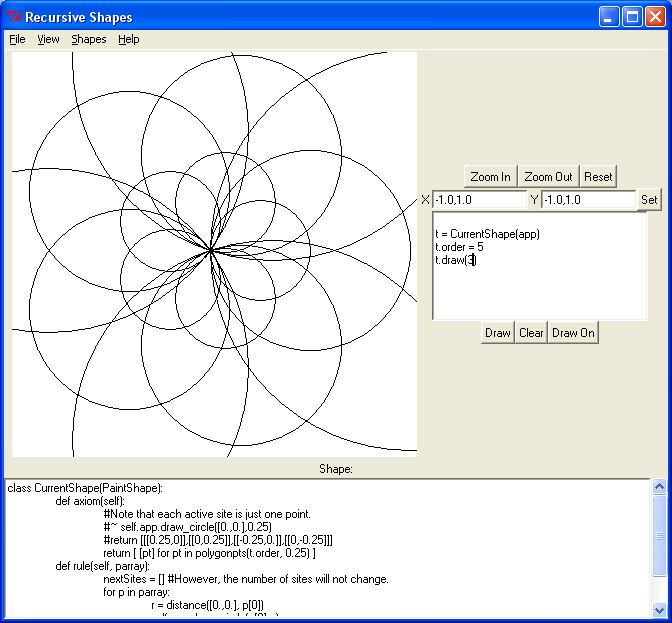 Recursive Shapes
File View Shapes Help
Zoom In Zoom Out Reset
X -1.0,1.0 Y -1.0,1.0 Set
t = CurrentShape(app)
t.order = 5
t.draw(3)
Draw Clear Draw On
Shape:
class CurrentShape(PaintShape):
def axiom(self):
#Note that each active site is just one point.
#~ self.app.draw_circle([0.,0.],0.25)
#return [[[0.25,0]],[[0,0.25]],[[-0.25,0.]],[[0,-0.25]]]
return [ [pt] for pt in polygonpts(t.order, 0.25) ]
def rule(self, parray):
nextSites = [] #However, the number of sites will not change.
for p in parray:
r = distance([0.,0.], p[0])